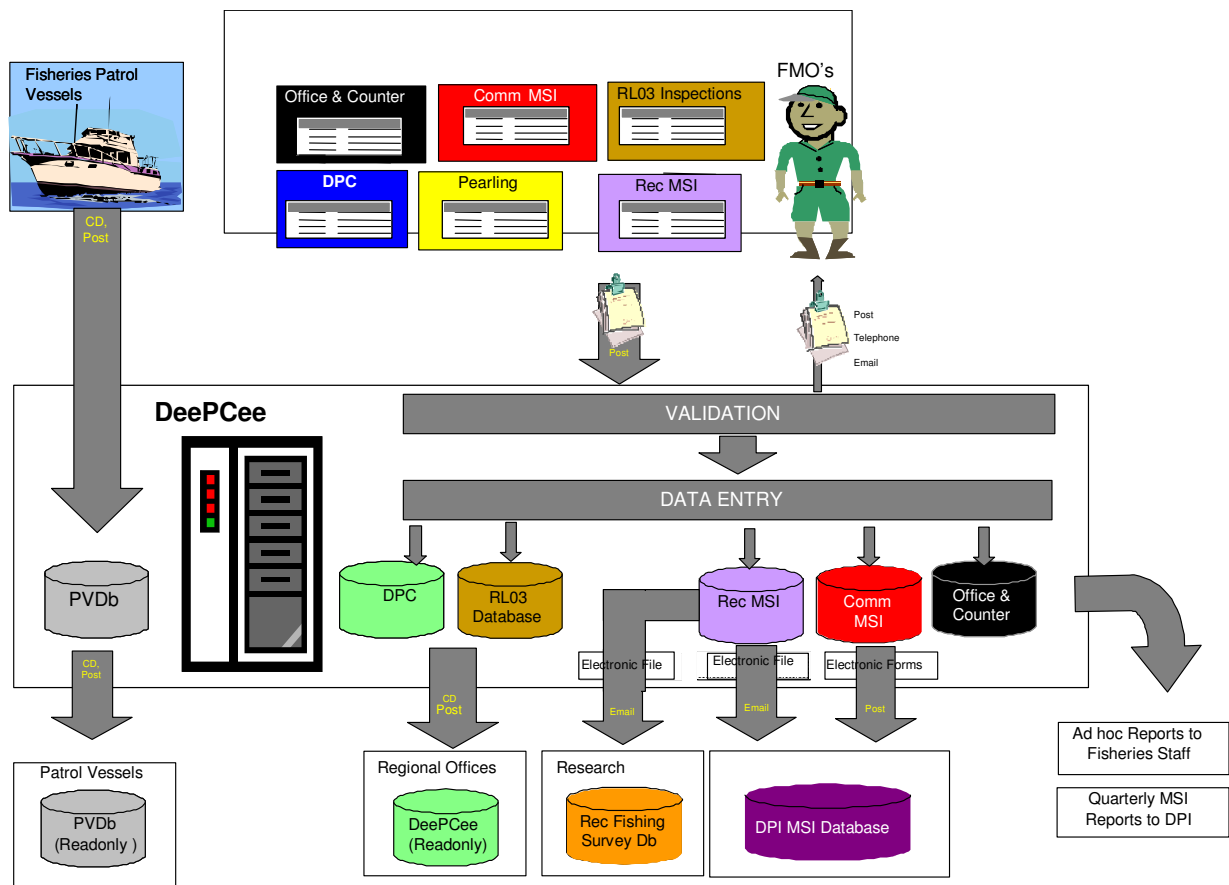 Fisheries Patrol
Vessels
Office & Counter
Comm MSI
RL03 Inspections
FMO's
DPC
Pearling
Rec MSI
CD,
Post
Post
Post
Telephone
Email
DeePCee
VALIDATION
DATA ENTRY
PVDb
DPC
RL03
Database
Rec MSI
Comm
MSI
Office &
Counter
Electronic File
Electronic File
Electronic Forms
CD,
Post
CD
Post
Email
Email
Post
Ad hoc Reports to
Fisheries Staff
Quarterly MSI
Reports to DPI
Patrol Vessels
PVDb
(Readonly )
Regional Offices
DeePCee
(Readonly)
Research
Rec Fishing
Survey Db
DPI MSI Database